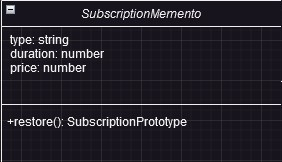 SubscriptionMemento
type: string
duration: number
price: number
+restore(): SubscriptionPrototype